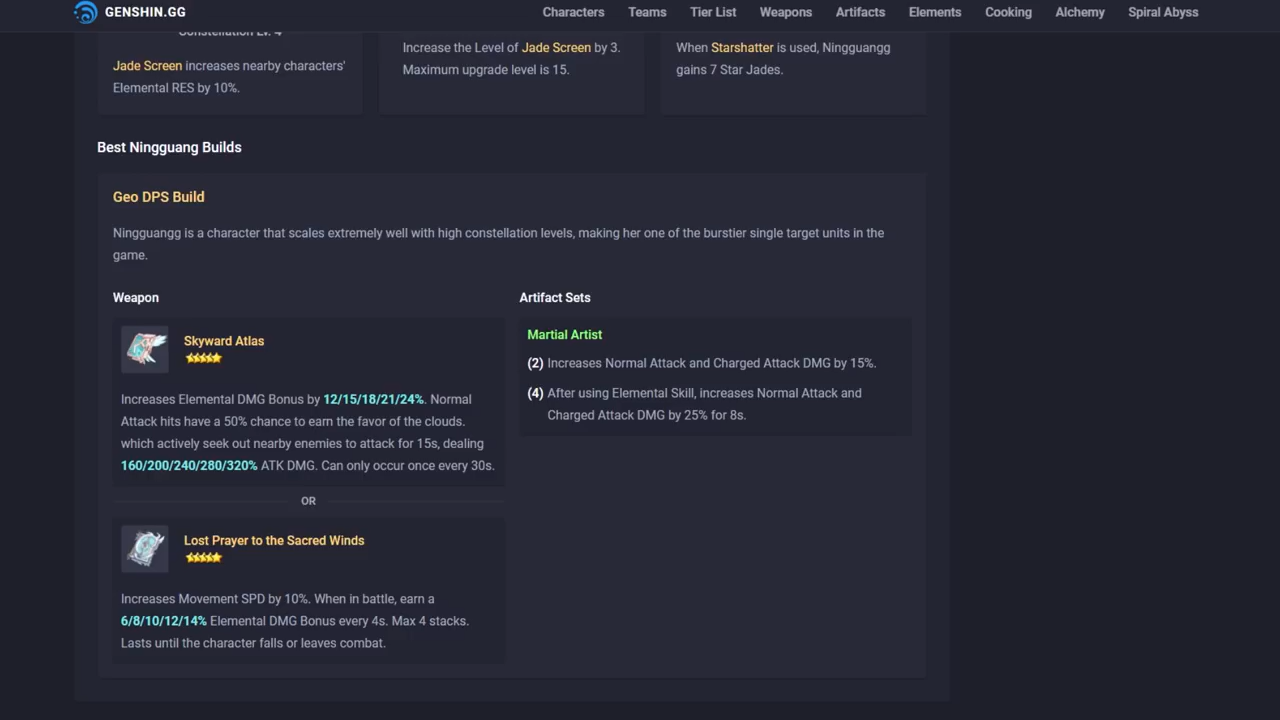 GENSHIN.GG
Characters
Teams
Tier List
Weapons
Artifacts
Elements
Cooking
Alchemy
Spiral Abyss
Constellation Lv. 4
Jade Screen increases nearby characters'
Elemental RES by 10%.
Increase the Level of Jade Screen by 3.
Maximum upgrade level is 15.
When Starshatter is used, Ningguangg
gains 7 Star Jades.
Best Ningguang Builds
Geo DPS Build
Ningguangg is a character that scales extremely well with high constellation levels, making her one of the burstier single target units in the
game.
Weapon
Skyward Atlas
Increases Elemental DMG Bonus by 12/15/18/21/24%. Normal
Attack hits have a 50% chance to earn the favor of the clouds.
which actively seek out nearby enemies to attack for 15s, dealing
160/200/240/280/320% ATK DMG. Can only occur once every 30s.
OR
Lost Prayer to the Sacred Winds
Increases Movement SPD by 10%. When in battle, earn a
6/8/10/12/14% Elemental DMG Bonus every 4s. Max 4 stacks.
Lasts until the character falls or leaves combat.
Artifact Sets
Martial Artist
(2) Increases Normal Attack and Charged Attack DMG by 15%.
(4) After using Elemental Skill, increases Normal Attack and
Charged Attack DMG by 25% for 8s.